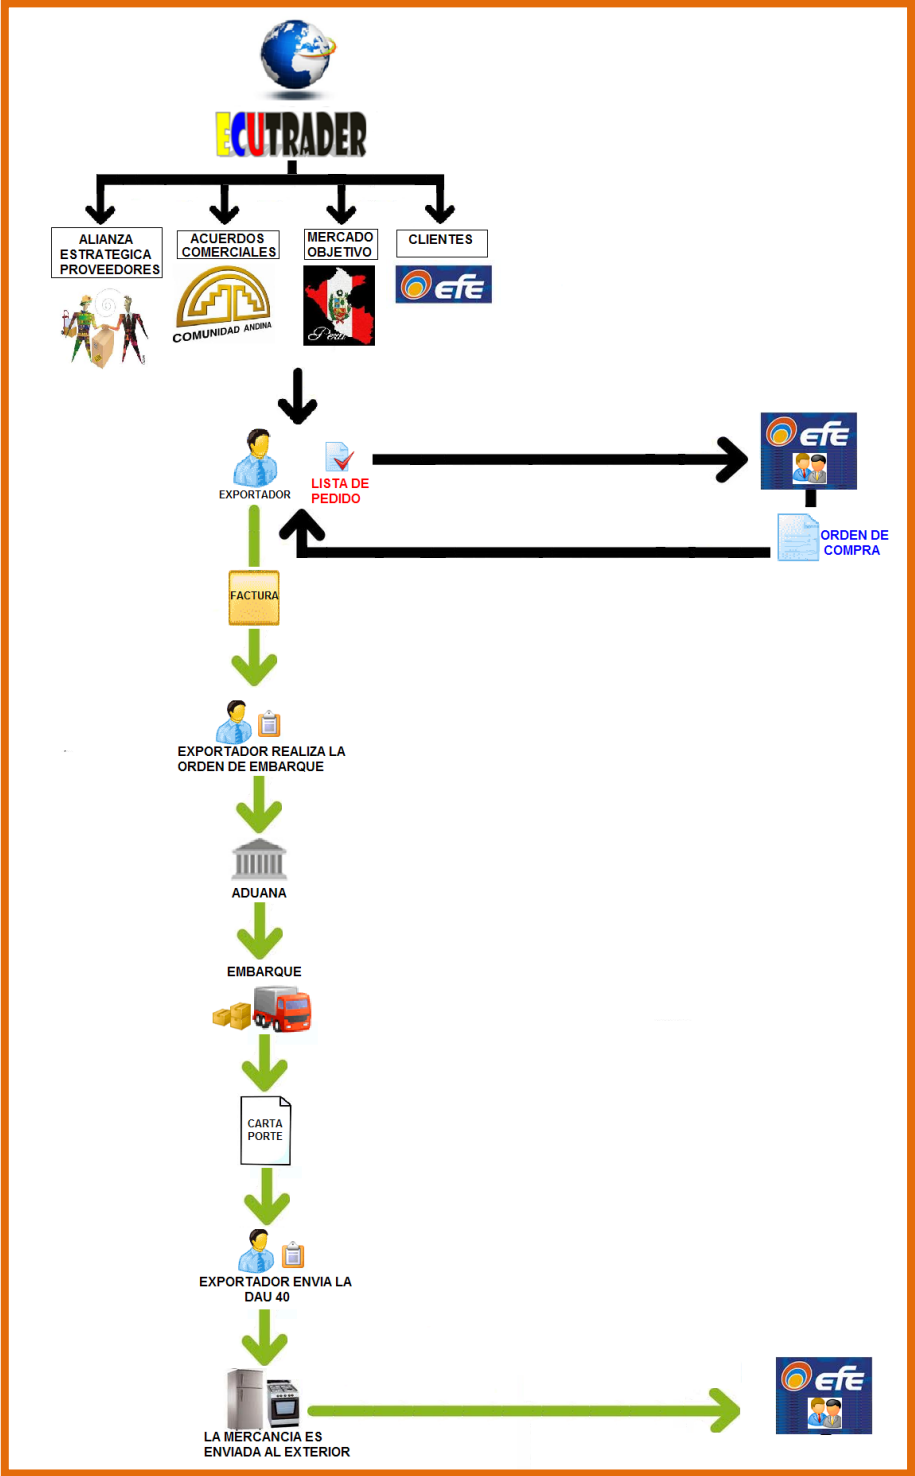 ECUTRADER
ALIANZA
ESTRATEGICA
PROVEEDORES
ACUERDOS
COMERCIALES
MERCADO
OBJETIVO
CLIENTES
COMUNIDAD ANDINA
Perú
EFE
EXPORTADOR
LISTA DE
PEDIDO
EFE
ORDEN DE
COMPRA
FACTURA
EXPORTADOR REALIZA LA
ORDEN DE EMBARQUE
ADUANA
EMBARQUE
CARTA
PORTE
EXPORTADOR ENVIA LA
DAU 40
EFE
LA MERCANCIA ES
ENVIADA AL EXTERIOR